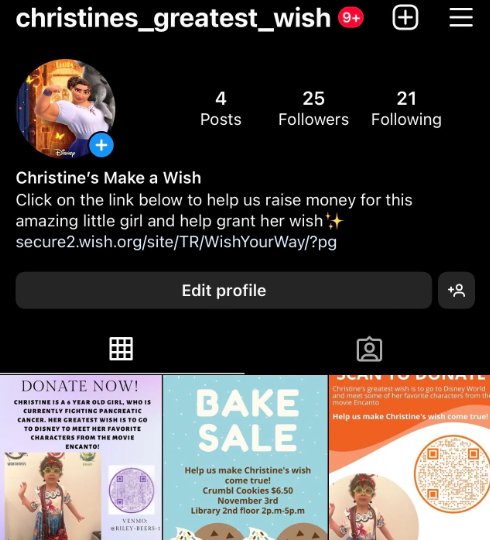 christines_greatest_wish 9+
4 25 21
Posts Followers Following
Disney
Christine's Make a Wish
Click on the link below to help us raise money for this
amazing little girl and help grant her wish✨
secure2.wish.org/site/TR/WishYourWay/?pg
Edit profile
DONATE NOW!
CHRISTINE IS A 6 YEAR OLD GIRL, WHO IS
CURRENTLY FIGHTING PANCREATIC
CANCER. HER GREATEST WISH IS TO GO
TO DISNEY TO MEET HER FAVORITE
CHARACTERS FROM THE MOVIE
ENCANTO!
VENMO:
@RILEY-BEERS-1
BAKE
SALE
Help us make Christine's wish
come true!
Crumbl Cookies $6.50
November 3rd
Library 2nd floor 2p.m-5p.m
SCAN TO DONATE
Christine's greatest wish is to go to Disney World
and meet some of her favorite characters from the
movie Encanto
Help us make Christine's wish come true!